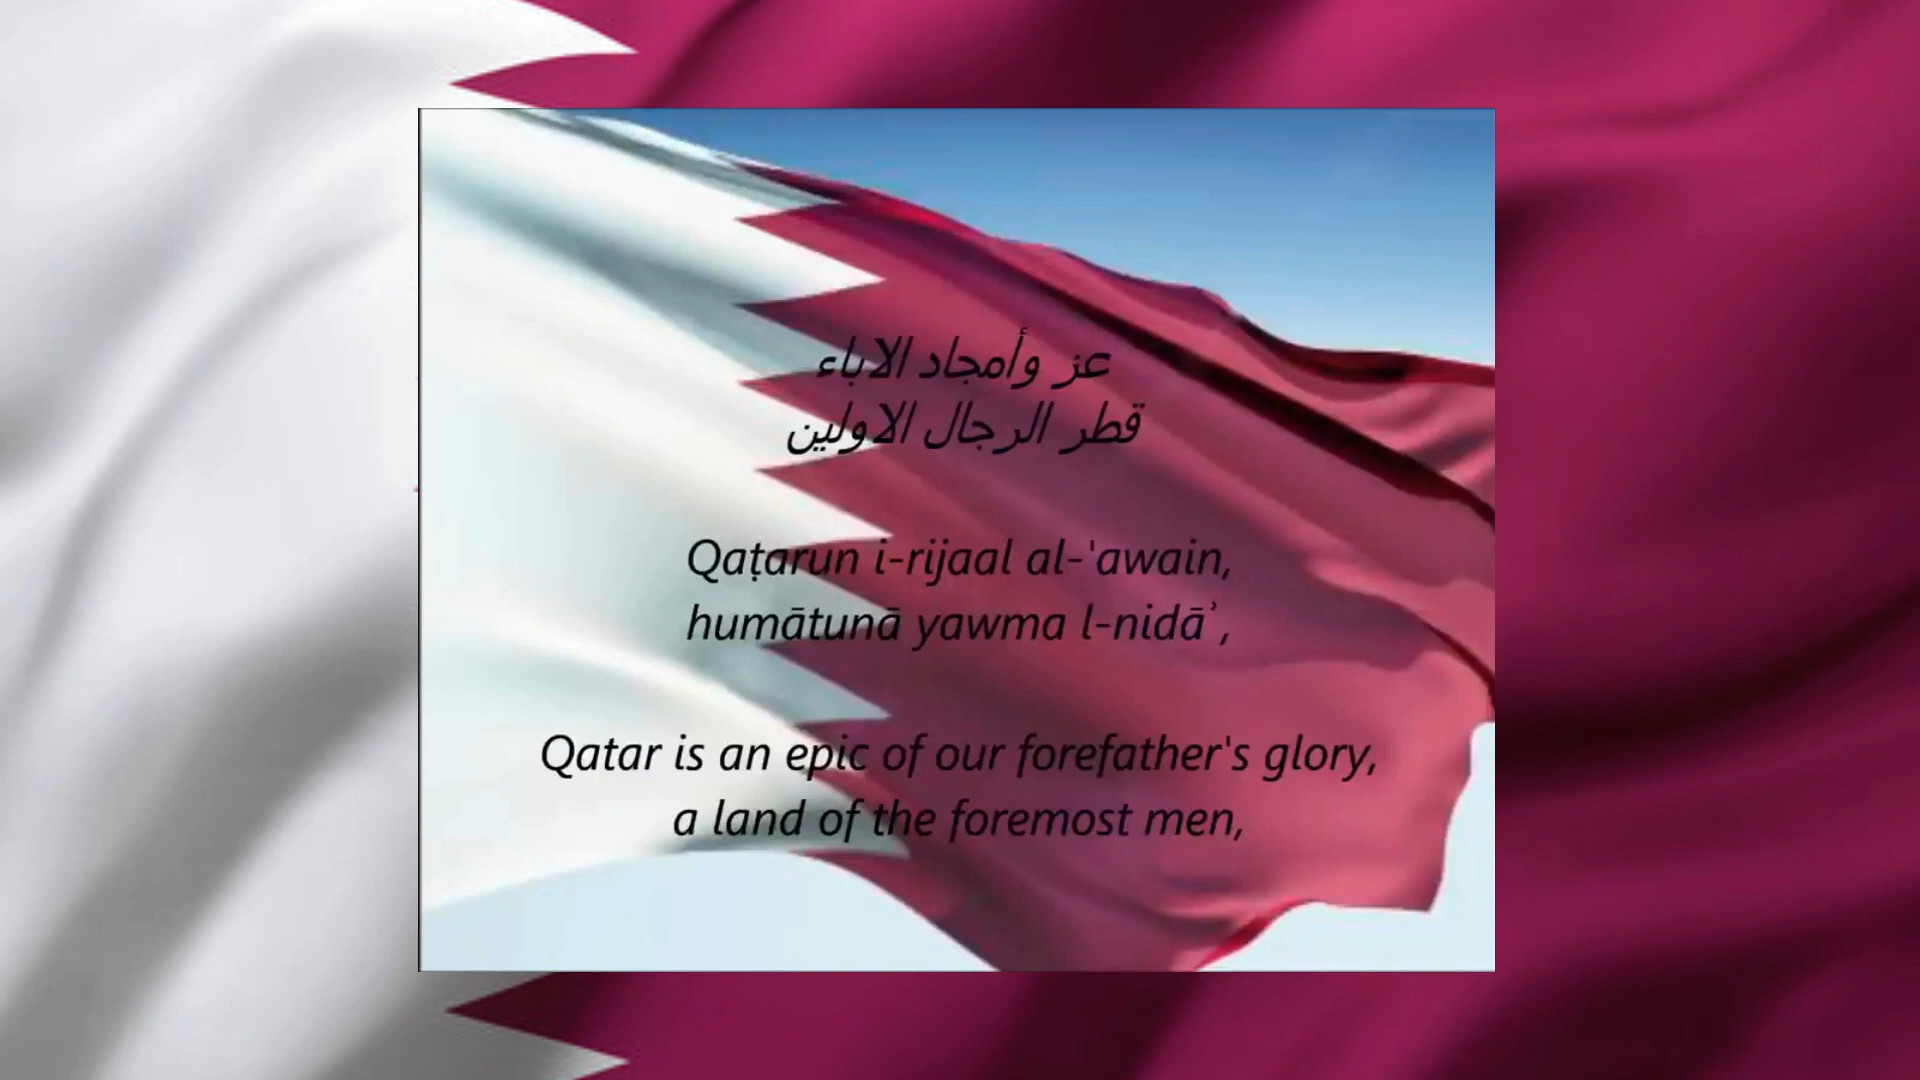 عز وأمجاد الاباء
قطر الرجال الاولين
Qaṭarun i-rijaal al-'awain,
humātunā yawma l-nidāʾ,
Qatar is an epic of our forefather's glory,
a land of the foremost men,